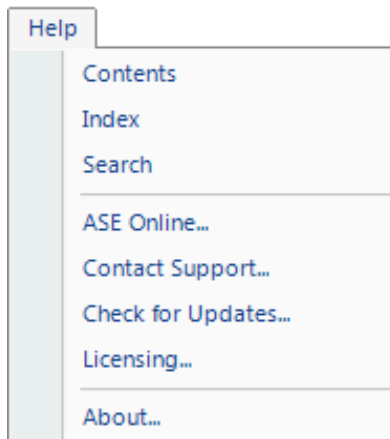 Help
Contents
Index
Search
ASE Online...
Contact Support...
Check for Updates...
Licensing...
About...